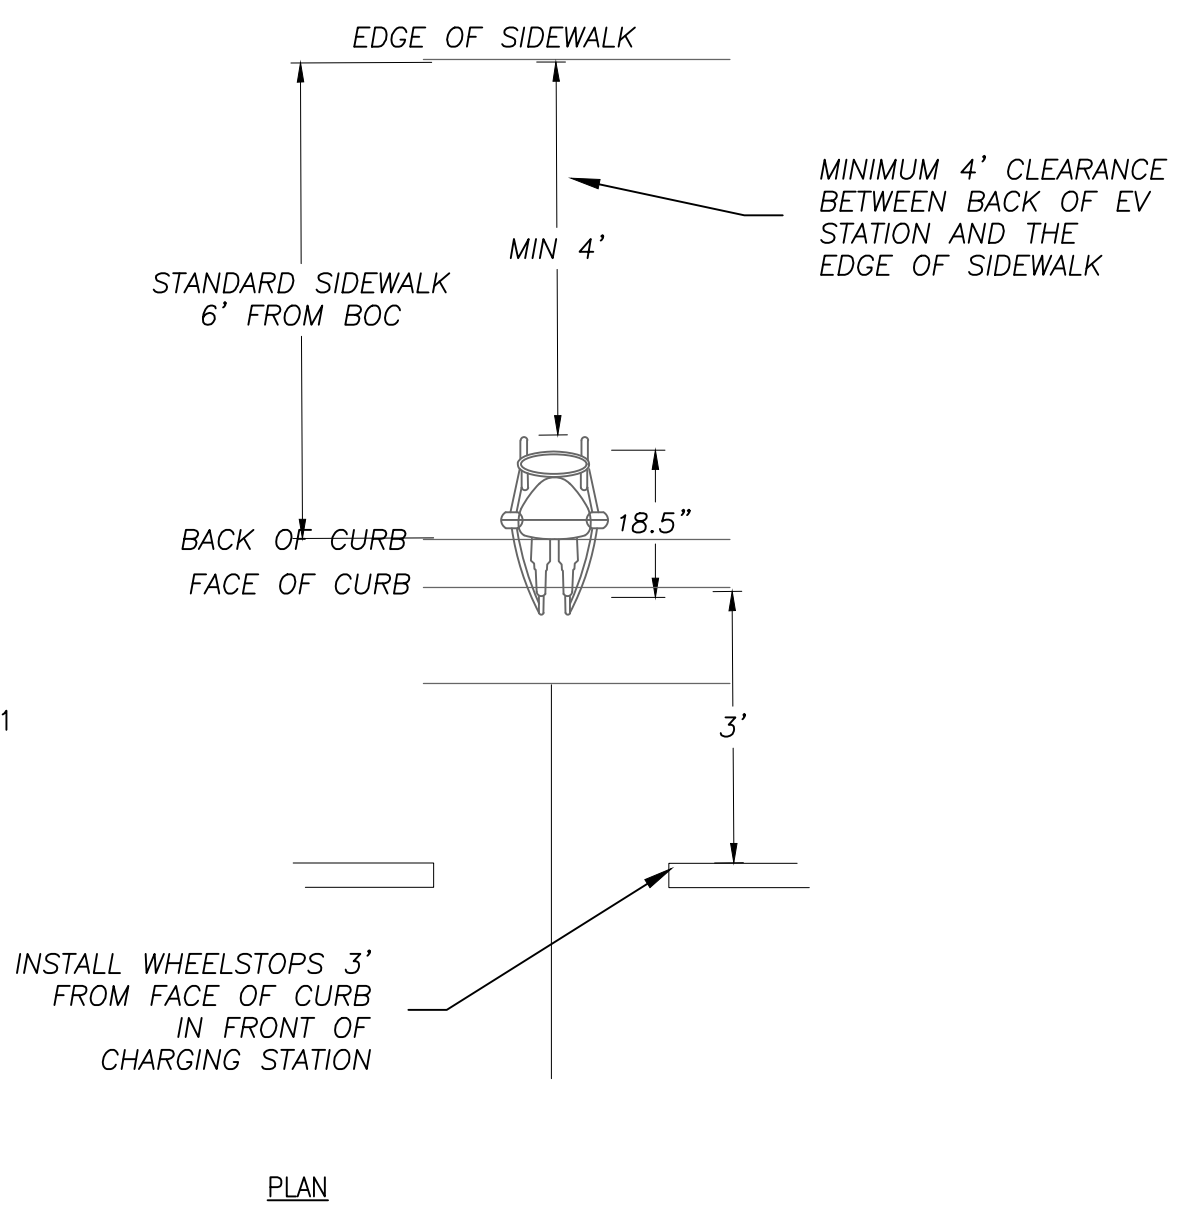 EDGE OF SIDEWALK
MINIMUM 4' CLEARANCE
BETWEEN BACK OF EV
STATION AND THE
EDGE OF SIDEWALK
MIN 4'
STANDARD SIDEWALK
6' FROM BOC
18.5"
BACK OF CURB
FACE OF CURB
1
3'
INSTALL WHEELSTOPS 3'
FROM FACE OF CURB
IN FRONT OF
CHARGING STATION
PLAN